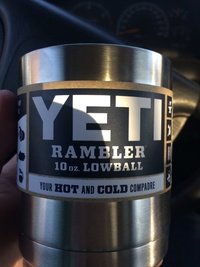 YETI
RAMBLER
10 oz. LOWBALL
YOUR HOT AND COLD COMPADRE